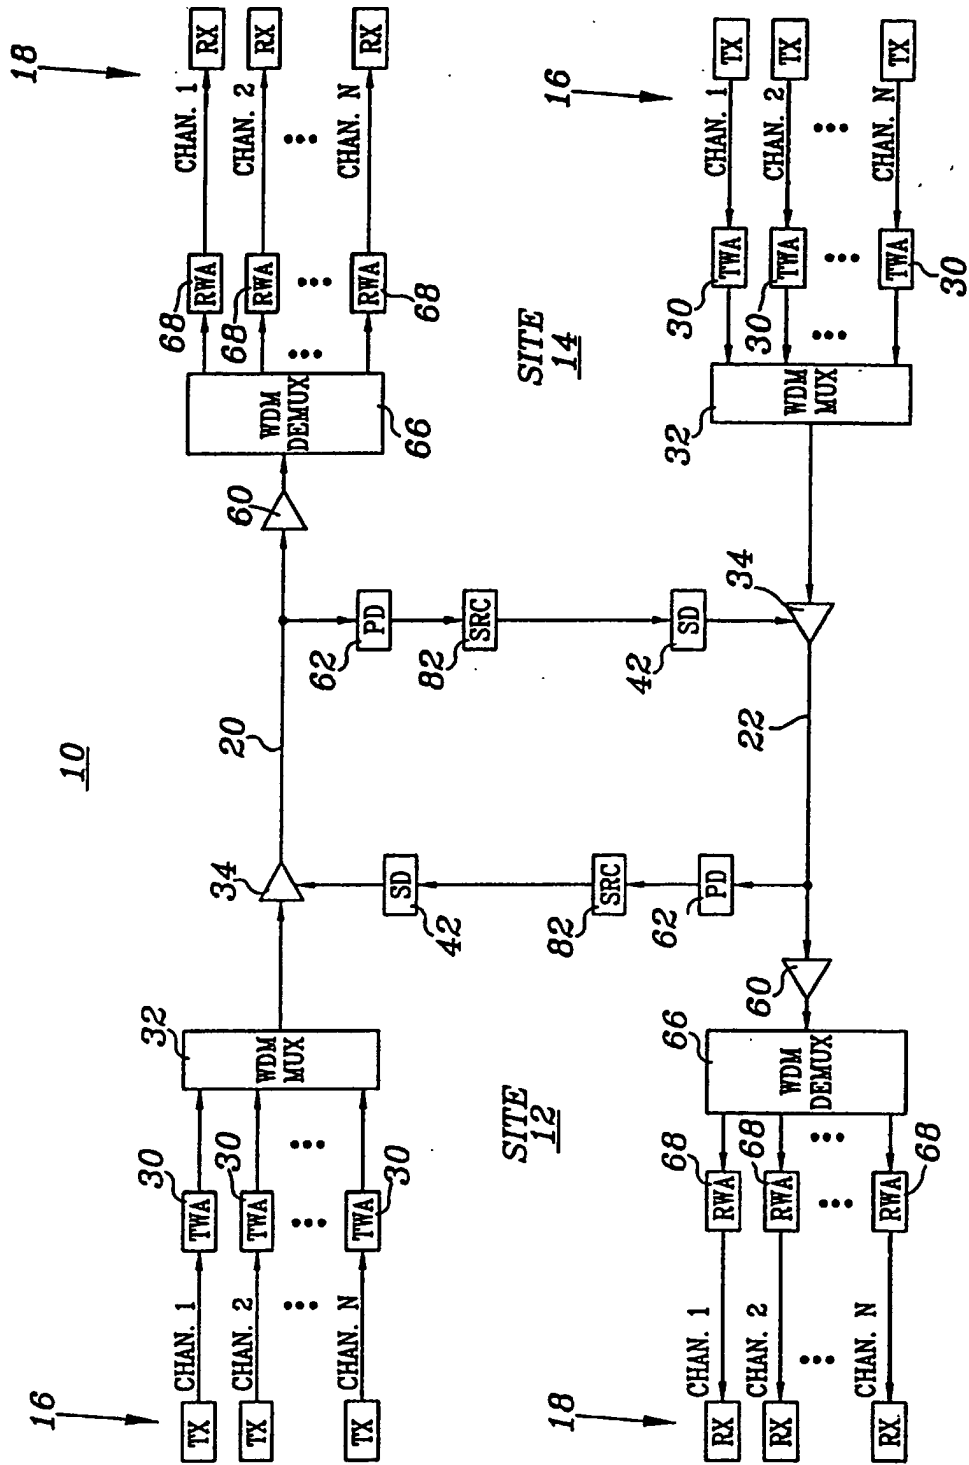 10
16
TX
CHAN. 1
TWA
30
TX
CHAN. 2
TWA
30
TX
CHAN. N
TWA
30
32
WDM
MUX
34
20
60
WDM
DEMUX
66
68
RWA
CHAN. 1
RX
68
RWA
CHAN. 2
RX
68
RWA
CHAN. N
RX
18
SD
42
SRC
82
PD
62
PD
62
SRC
82
SD
42
SITE
12
SITE
14
18
RX
CHAN. 1
RWA
68
RX
CHAN. 2
RWA
68
RX
CHAN. N
RWA
68
66
WDM
DEMUX
60
22
34
32
WDM
MUX
30
TWA
CHAN. 1
TX
30
TWA
CHAN. 2
TX
30
TWA
CHAN. N
TX
16